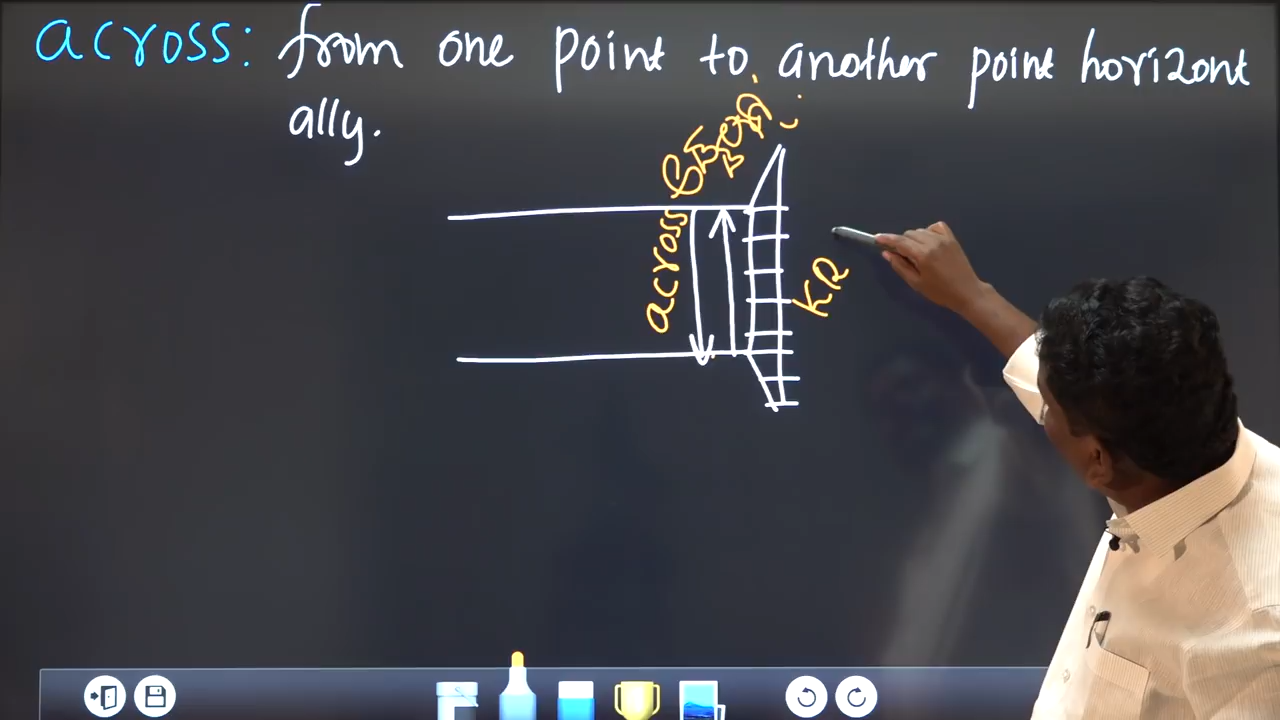 across: from one point to another point horizont
ally.
across
KR